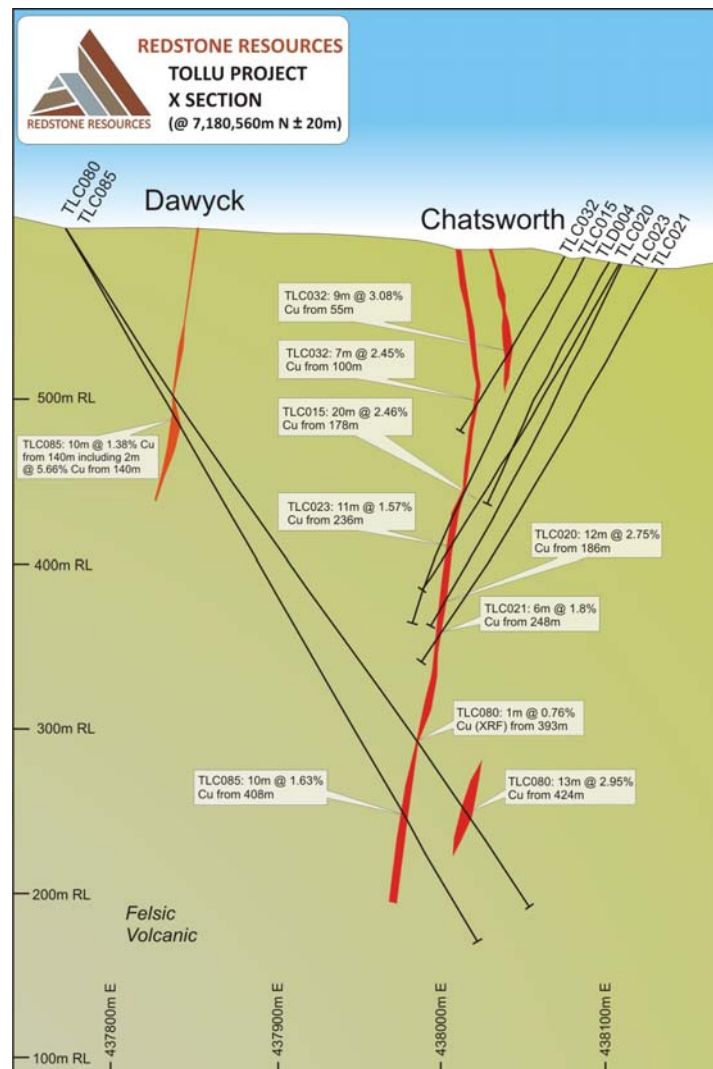 REDSTONE RESOURCES
TOLLU PROJECT
X SECTION
(@ 7,180,560m N ± 20m)
REDSTONE RESOURCES
TLC080
TLC085
Dawyck
Chatsworth
TLC032
TLC015
TLD004
TLC020
TLC023
TLC021
TLC032: 9m @ 3.08%
Cu from 55m
TLC032: 7m @ 2.45%
Cu from 100m
500m RL
TLC015: 20m @ 2.46%
Cu from 178m
TLC085: 10m @ 1.38% Cu
from 140m including 2m
@ 5.66% Cu from 140m
TLC023: 11m @ 1.57%
Cu from 236m
TLC020: 12m @ 2.75%
Cu from 186m
400m RL
TLC021: 6m @ 1.8%
Cu from 248m
TLC080: 1m @ 0.76%
Cu (XRF) from 393m
300m RL
TLC085: 10m @ 1.63%
Cu from 408m
TLC080: 13m @ 2.95%
Cu from 424m
200m RL
Felsic
Volcanic
437800m E
437900m E
438000m E
438100m E
100m RL